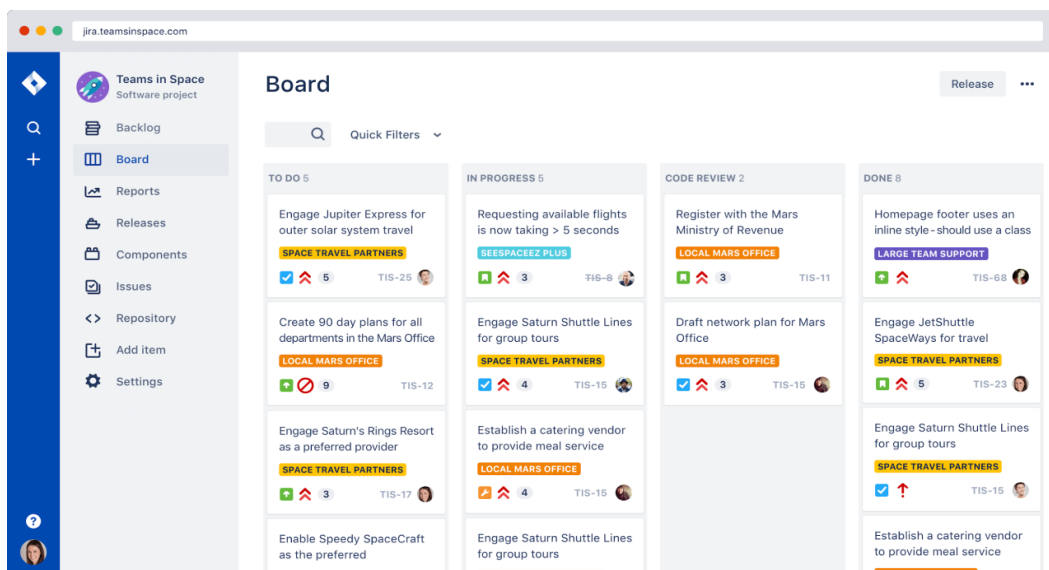 jira.teamsinspace.com
Teams in Space
Software project
Backlog
Board
Reports
Releases
Components
Issues
Repository
Add item
Settings
?
Board
Release
Quick Filters
TO DO 5
Engage Jupiter Express for
outer solar system travel
SPACE TRAVEL PARTNERS
5 TIS-25
Create 90 day plans for all
departments in the Mars Office
LOCAL MARS OFFICE
9 TIS-12
Engage Saturn's Rings Resort
as a preferred provider
SPACE TRAVEL PARTNERS
3 TIS-17
Enable Speedy SpaceCraft
as the preferred
IN PROGRESS 5
Requesting available flights
is now taking > 5 seconds
SEESPACEEZ PLUS
3 TIS-8
Engage Saturn Shuttle Lines
for group tours
SPACE TRAVEL PARTNERS
4 TIS-15
Establish a catering vendor
to provide meal service
LOCAL MARS OFFICE
4 TIS-15
Engage Saturn Shuttle Lines
for group tours
CODE REVIEW 2
Register with the Mars
Ministry of Revenue
LOCAL MARS OFFICE
3 TIS-11
Draft network plan for Mars
Office
LOCAL MARS OFFICE
3 TIS-15
DONE 8
Homepage footer uses an
inline style - should use a class
LARGE TEAM SUPPORT
TIS-68
Engage JetShuttle
SpaceWays for travel
SPACE TRAVEL PARTNERS
5 TIS-23
Engage Saturn Shuttle Lines
for group tours
SPACE TRAVEL PARTNERS
TIS-15
Establish a catering vendor
to provide meal service